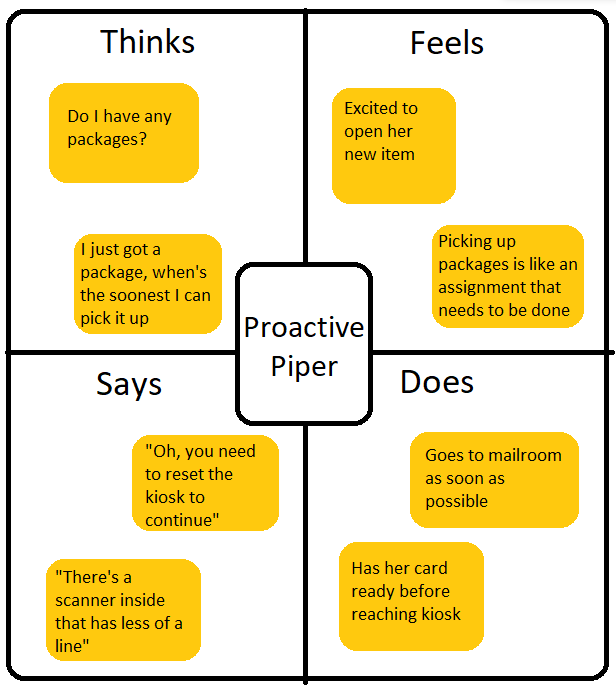 Thinks
Do I have any
packages?
I just got a
package, when's
the soonest I can
pick it up
Feels
Excited to
open her
new item
Picking up
packages is like an
assignment that
needs to be done
Proactive
Piper
Says
"Oh, you need
to reset the
kiosk to
continue"
"There's a
scanner inside
that has less of a
line"
Does
Goes to mailroom
as soon as
possible
Has her card
ready before
reaching kiosk